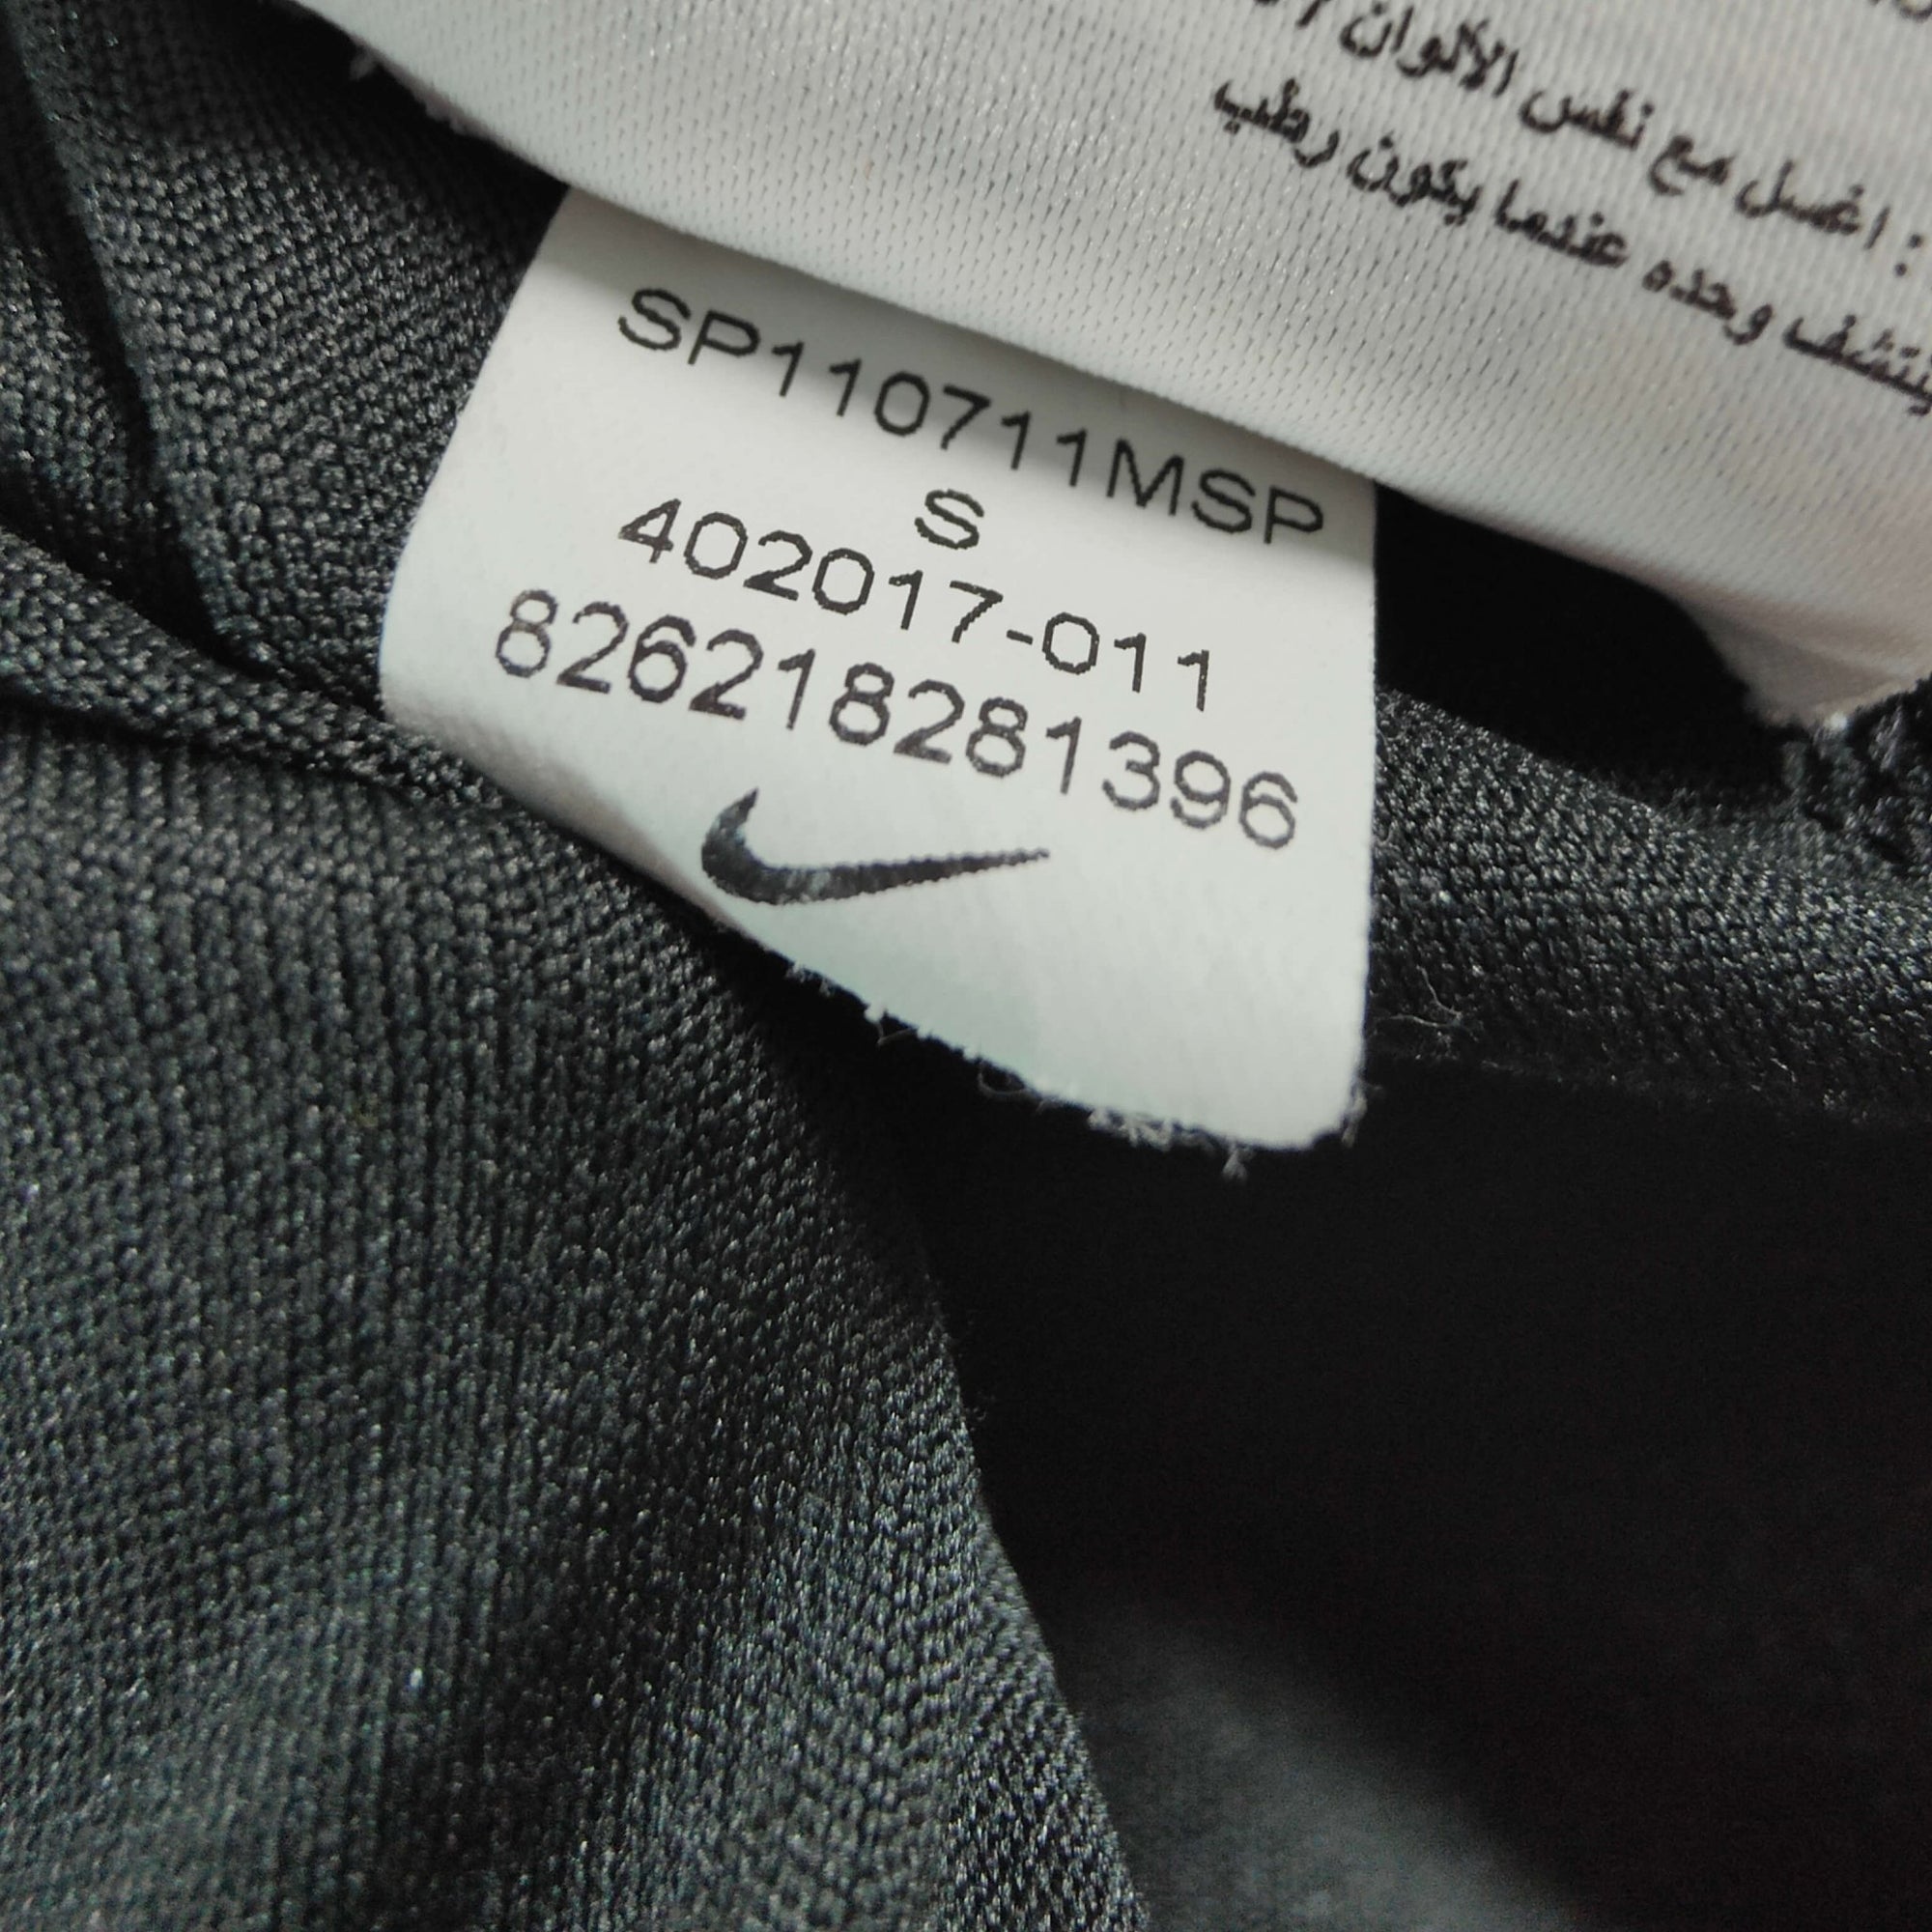 : اغسل مع نفس الألوان
يتشف وحده عندما يكون رطب
SP110711MSP
S
402017-011
826218281396